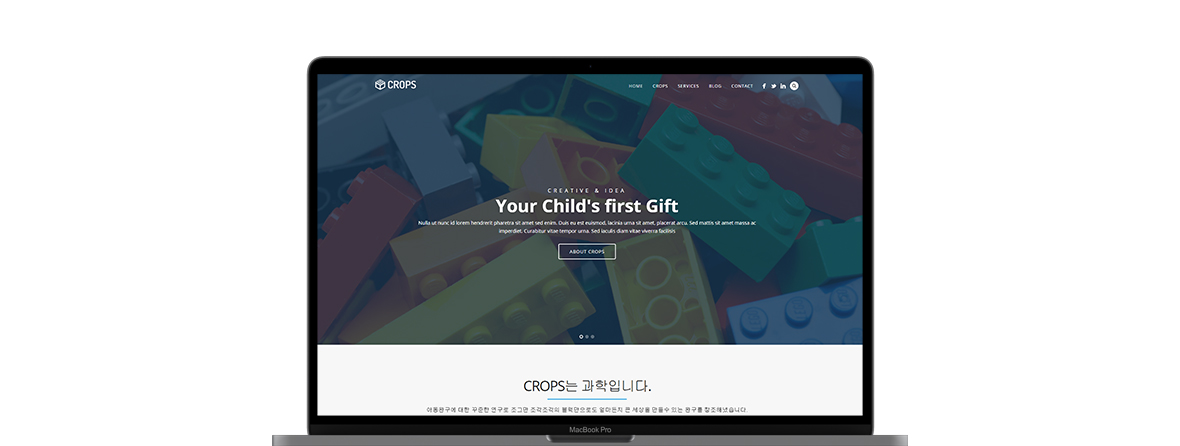 CROPS
HOME CROPS SERVICES BLOG CONTACT
CREATIVE & IDEA
Your Child's first Gift
Nulla ut nunc id lorem hendrerit pharetra sit amet sed enim. Duis eu est euismod, lacinia urna sit amet, placerat arcu. Sed mattis sit amet massa ac
imperdiet. Curabitur vitae tempor urna. Sed iaculis diam vitae viverra facilisis
ABOUT CROPS
CROPS는 과학입니다.
아동완구에 대한 꾸준한 연구로 조그만 조각조각의 블럭만으로도 얼마든지 큰 세상을 만들수 있는 완구를 창조해냈습니다.
MacBook Pro